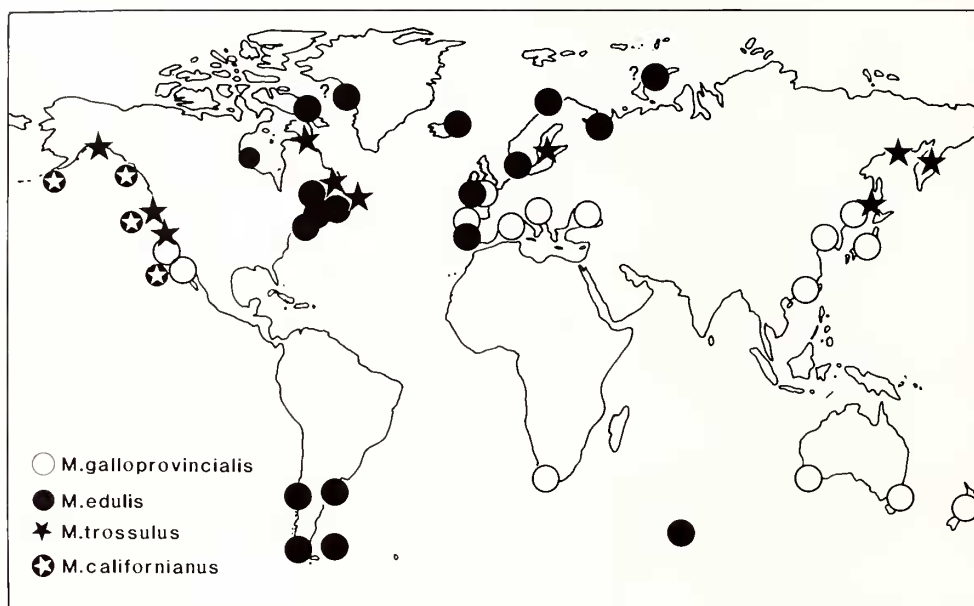 ?
?
M.galloprovincialis
M.edulis
M.trossulus
M.californianus